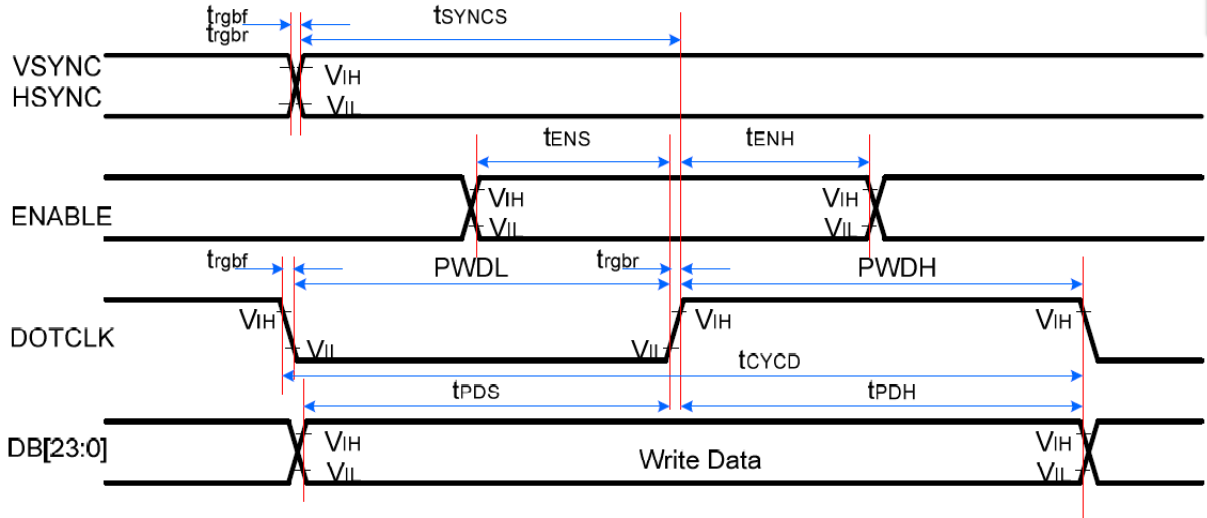 trgbf
trgbr
tSYNCS
VSYNC
HSYNC
VIH
VIL
tENS
tENH
ENABLE
VIH
VIL
VIH
VIL
trgbf
PWDL
trgbr
PWDH
DOTCLK
VIH
VIL
VIL
VIH
VIH
tCYCD
tPDS
tPDH
DB[23:0]
VIH
VIL
Write Data
VIH
VIL